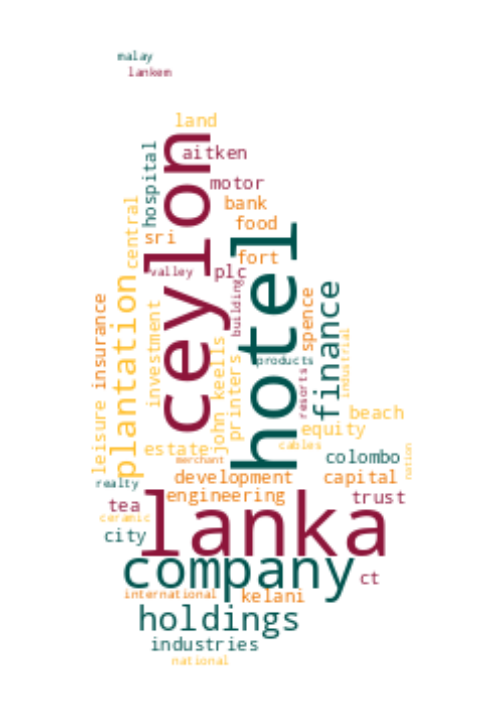 malay
lankem
land
ceylon
aitken
hospital
motor
central
bank
food
hotel
sri
fort
valley
plc
plantation
building
finance
insurance
investment
spence
industrial
john keells
printers
products
resorts
leisure
beach
equity
estate
cables
nation
merchant
colombo
realty
development
capital
engineering
trust
tea
lanka
ceramic
city
company
ct
international
kelani
holdings
industries
national